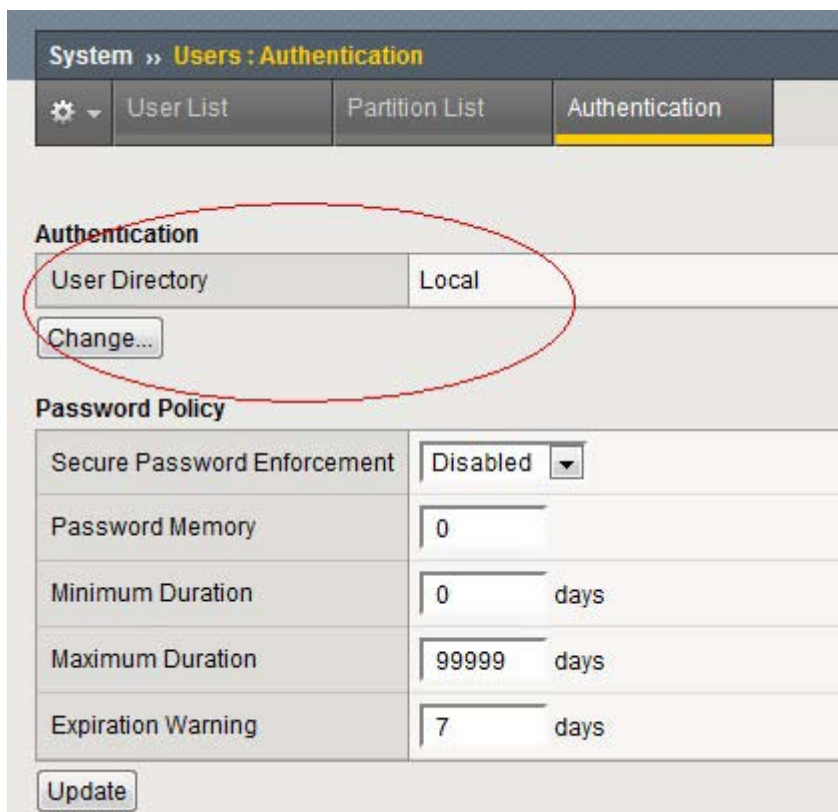 System » Users : Authentication
User List Partition List Authentication
Authentication
User Directory Local
Change...
Password Policy
Secure Password Enforcement Disabled
Password Memory 0
Minimum Duration 0 days
Maximum Duration 99999 days
Expiration Warning 7 days
Update